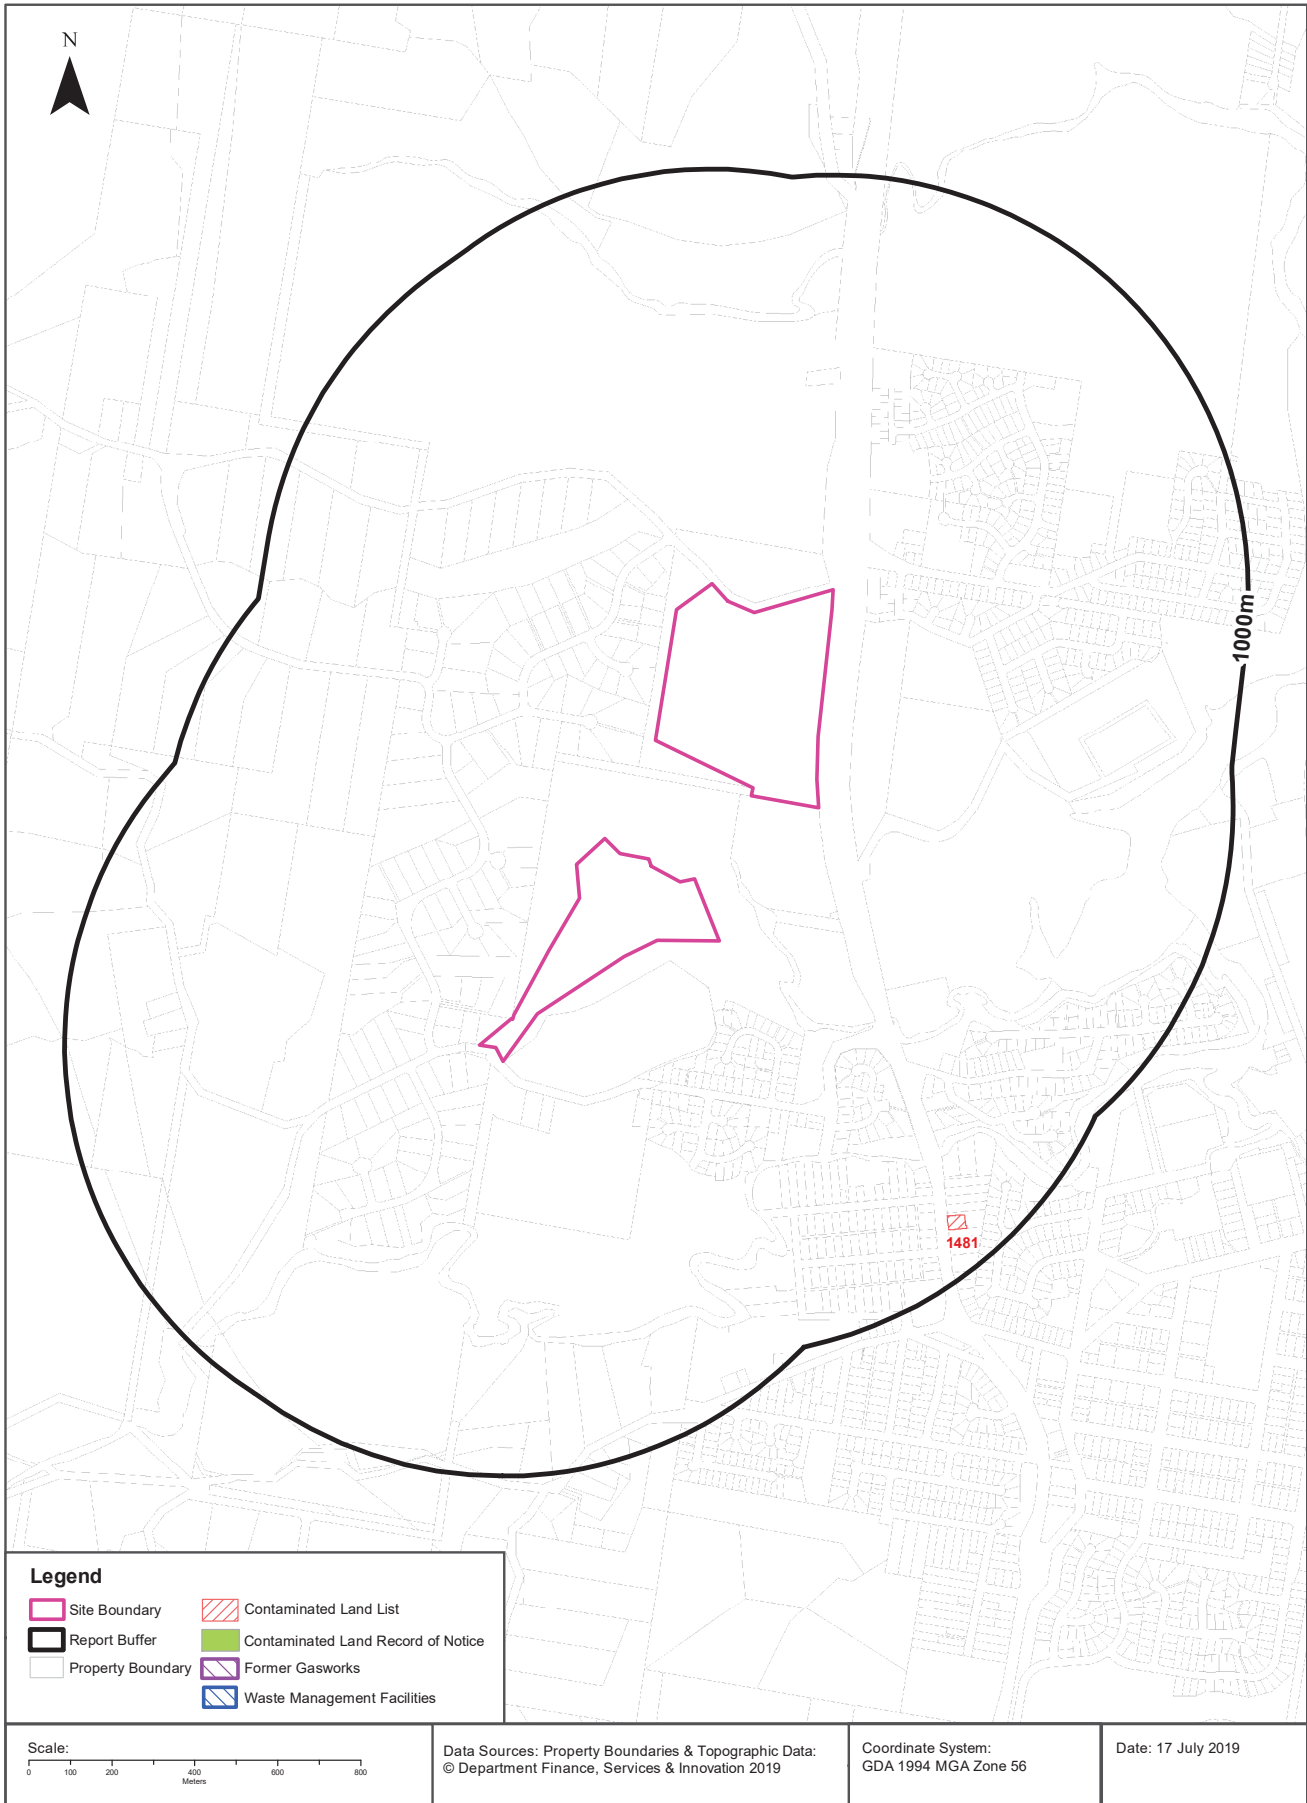 N
1000m
1481
Legend
Site Boundary
Report Buffer
Property Boundary
Contaminated Land List
Contaminated Land Record of Notice
Former Gasworks
Waste Management Facilities
Scale:
0 100 200 400 600 800
Meters
Data Sources: Property Boundaries & Topographic Data:
© Department Finance, Services & Innovation 2019
Coordinate System:
GDA 1994 MGA Zone 56
Date: 17 July 2019